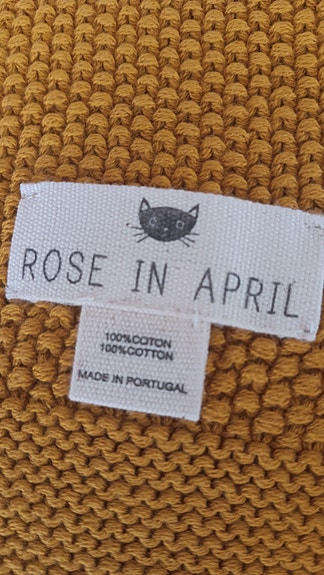 ROSE IN APRIL
100%COTON
100%COTTON
MADE IN PORTUGAL